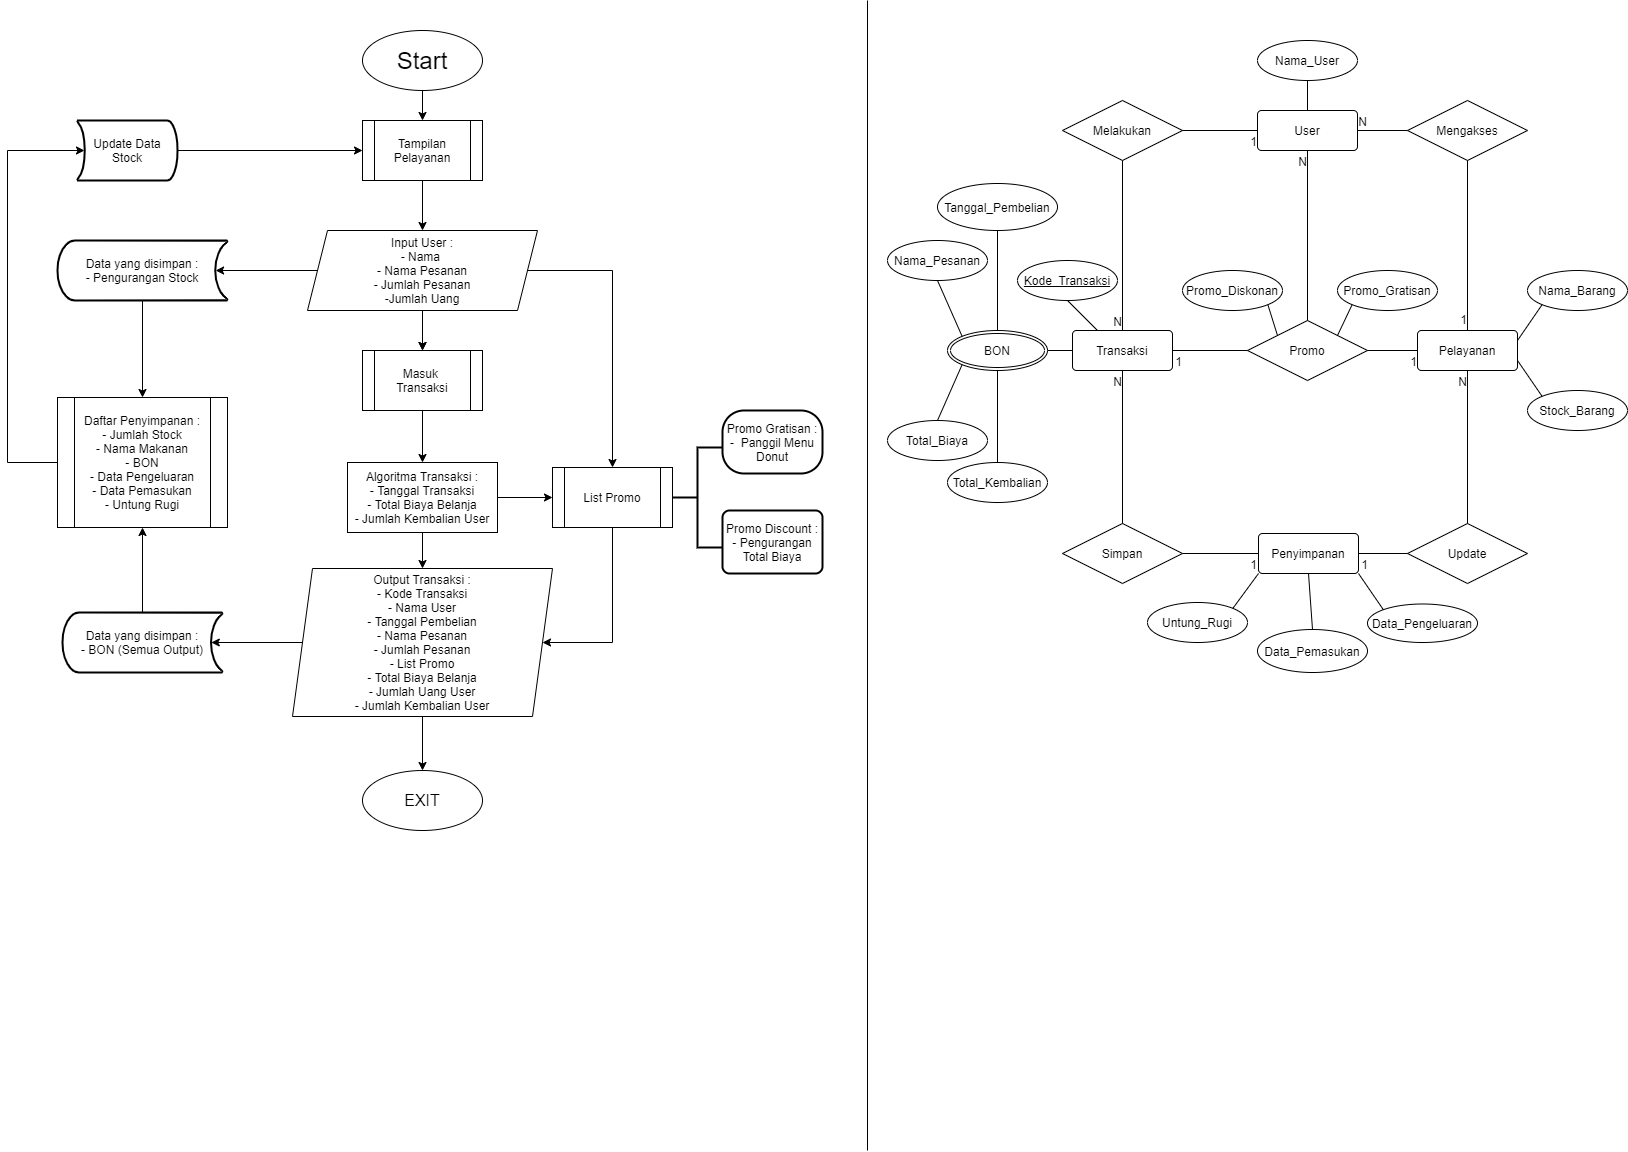 Start
Update Data
Stock
Tampilan
Pelayanan
Input User :
- Nama
- Nama Pesanan
- Jumlah Pesanan
-Jumlah Uang
Data yang disimpan :
- Pengurangan Stock
Masuk
Transaksi
Daftar Penyimpanan :
- Jumlah Stock
- Nama Makanan
- BON
- Data Pengeluaran
- Data Pemasukan
- Untung Rugi
Algoritma Transaksi :
- Tanggal Transaksi
- Total Biaya Belanja
- Jumlah Kembalian User
List Promo
Promo Gratisan :
- Panggil Menu
Donut
Promo Discount :
- Pengurangan
Total Biaya
Output Transaksi :
- Kode Transaksi
- Nama User
- Tanggal Pembelian
- Nama Pesanan
- Jumlah Pesanan
- List Promo
- Total Biaya Belanja
- Jumlah Uang User
- Jumlah Kembalian User
Data yang disimpan :
- BON (Semua Output)
EXIT
Nama_User
Melakukan
1
User
N
N
Mengakses
Tanggal_Pembelian
Nama_Pesanan
Kode_Transaksi
Promo_Diskonan
Promo_Gratisan
Nama_Barang
N
1
BON
Transaksi
1
Promo
1
Pelayanan
N
N
Stock_Barang
Total_Biaya
Total_Kembalian
Simpan
1
Penyimpanan
1
Update
Untung_Rugi
Data_Pengeluaran
Data_Pemasukan